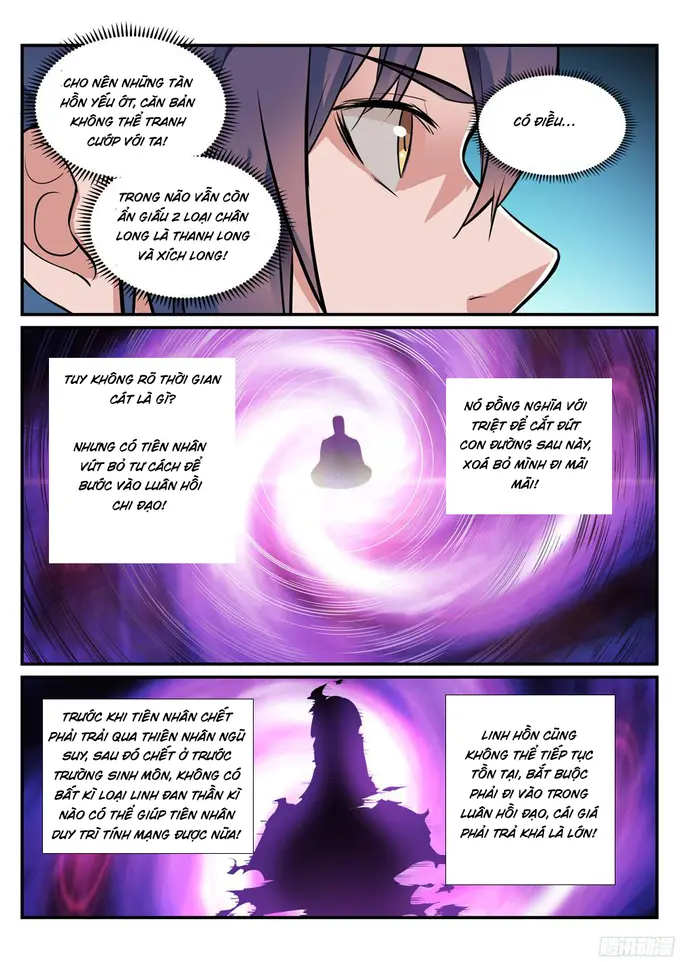 CHO NÊN NHỮNG TÀN
HỒN YẾU ỚT, CĂN BẢN
KHÔNG THỂ TRANH
CƯỚP VỚI TA!
TRONG NÃO VẪN CÒN
ẨN GIẤU 2 LOẠI CHÂN
LONG LÀ THANH LONG
VÀ XÍCH LONG!
CÓ ĐIỀU...
TUY KHÔNG RÕ THỜI GIAN
CÁT LÀ GÌ?
NHƯNG CÓ TIÊN NHÂN
VỨT BỎ TƯ CÁCH ĐỂ
BƯỚC VÀO LUÂN HỒI
CHI ĐẠO!
NÓ ĐỒNG NGHĨA VỚI
TRIỆT ĐỂ CẮT ĐỨT
CON ĐƯỜNG SAU NÀY,
XOÁ BỎ MÌNH ĐI MÃI
MÃI!
TRƯỚC KHI TIÊN NHÂN CHẾT
PHẢI TRẢI QUA THIÊN NHÂN NGŨ
SUY, SAU ĐÓ CHẾT Ở TRƯỚC
TRƯỜNG SINH MÔN, KHÔNG CÓ
BẤT KÌ LOẠI LINH ĐAN THẦN KÌ
NÀO CÓ THỂ GIÚP TIÊN NHÂN
DUY TRÌ TÍNH MẠNG ĐƯỢC NỮA!
LINH HỒN CŨNG
KHÔNG THỂ TIẾP TỤC
TỒN TẠI, BẮT BUỘC
PHẢI ĐI VÀO TRONG
LUÂN HỒI ĐẠO, CÁI GIÁ
PHẢI TRẢ KHÁ LÀ LỚN!
腾讯动漫